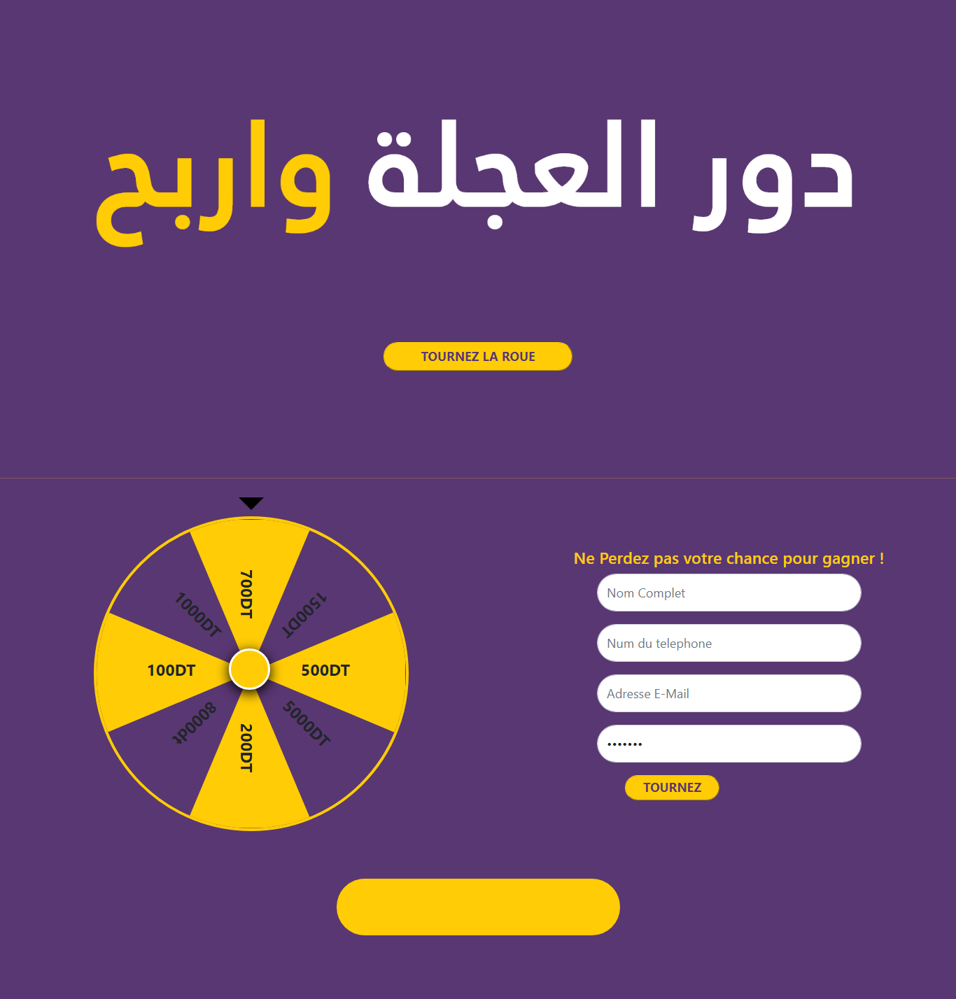 دور العجلة واربح
TOURNEZ LA ROUE
700DT
1500DT
500DT
5000DT
200DT
8000dt
100DT
1000DT
Ne Perdez pas votre chance pour gagner !
Nom Complet
Num du telephone
Adresse E-Mail
•••••••
TOURNEZ